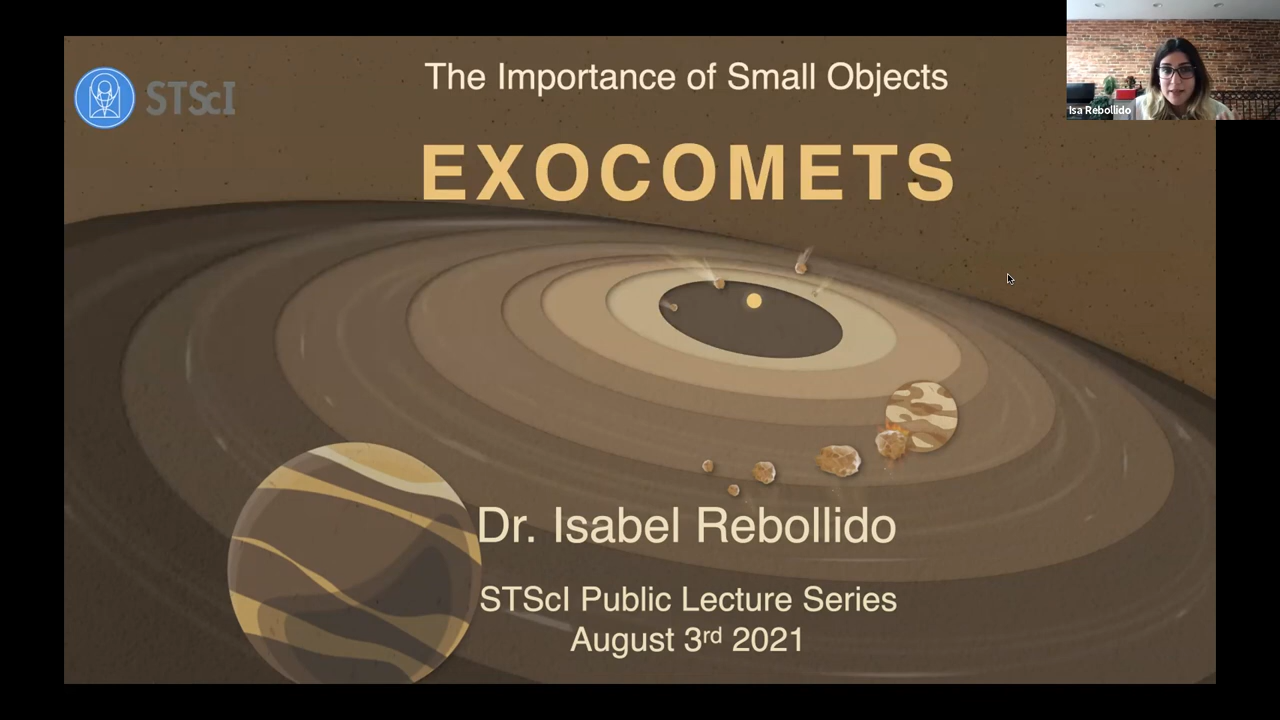 The Importance of Small Objects
STScI
EXOCOMETS
Isa Rebollido
Dr. Isabel Rebollido
STScI Public Lecture Series
August 3rd 2021